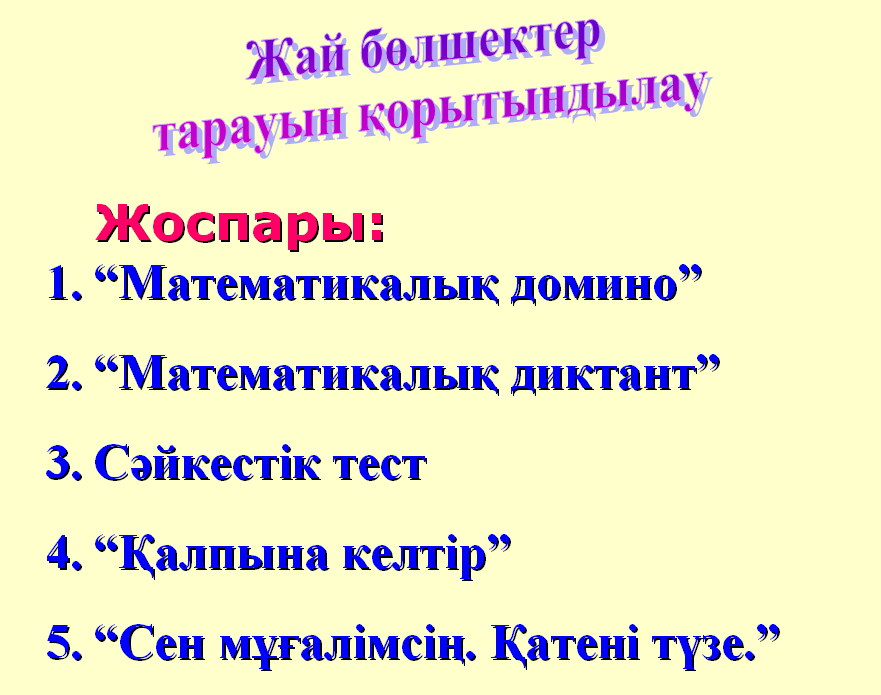 Жай бөлшектер
тарауын қорытындылау
Жоспары:
1. “Математикалық домино”
2. “Математикалық диктант”
3. Сәйкестік тест
4. “Қалпына келтір”
5. “Сен мұғалімсің. Қатені түзе.”